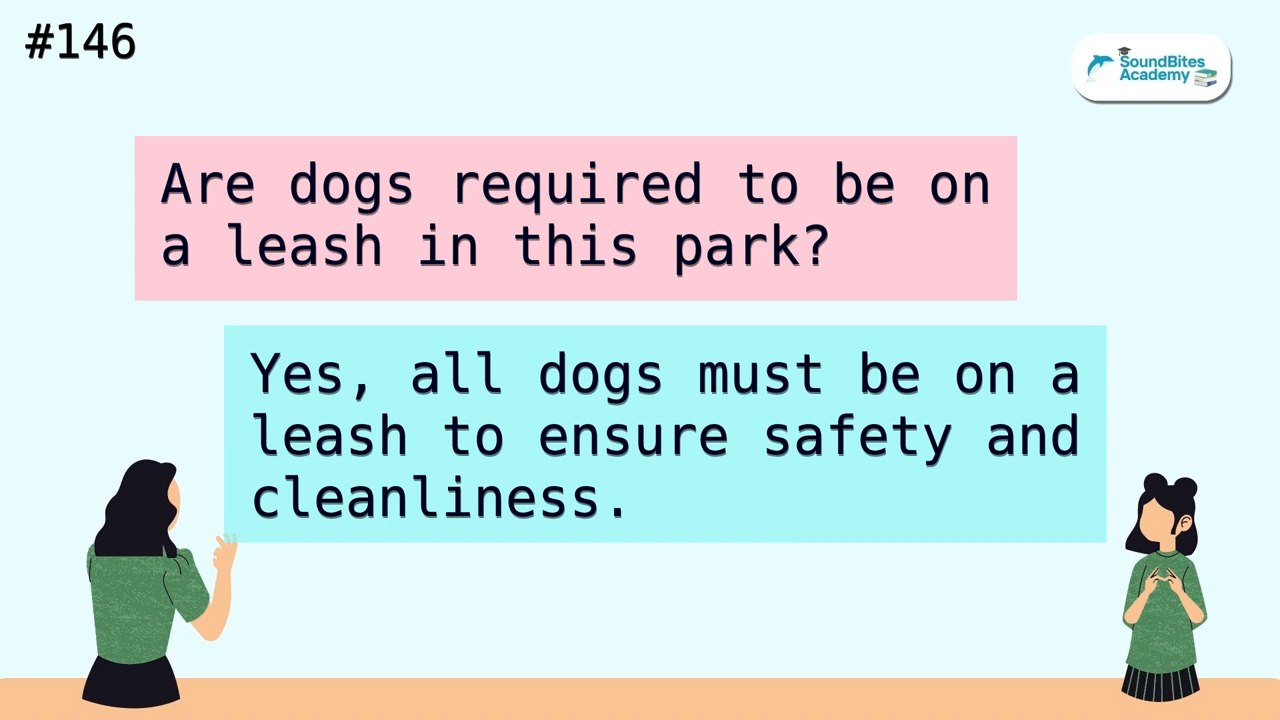 #146
SoundBites
Academy
Are dogs required to be on
a leash in this park?
Yes, all dogs must be on a
leash to ensure safety and
cleanliness.